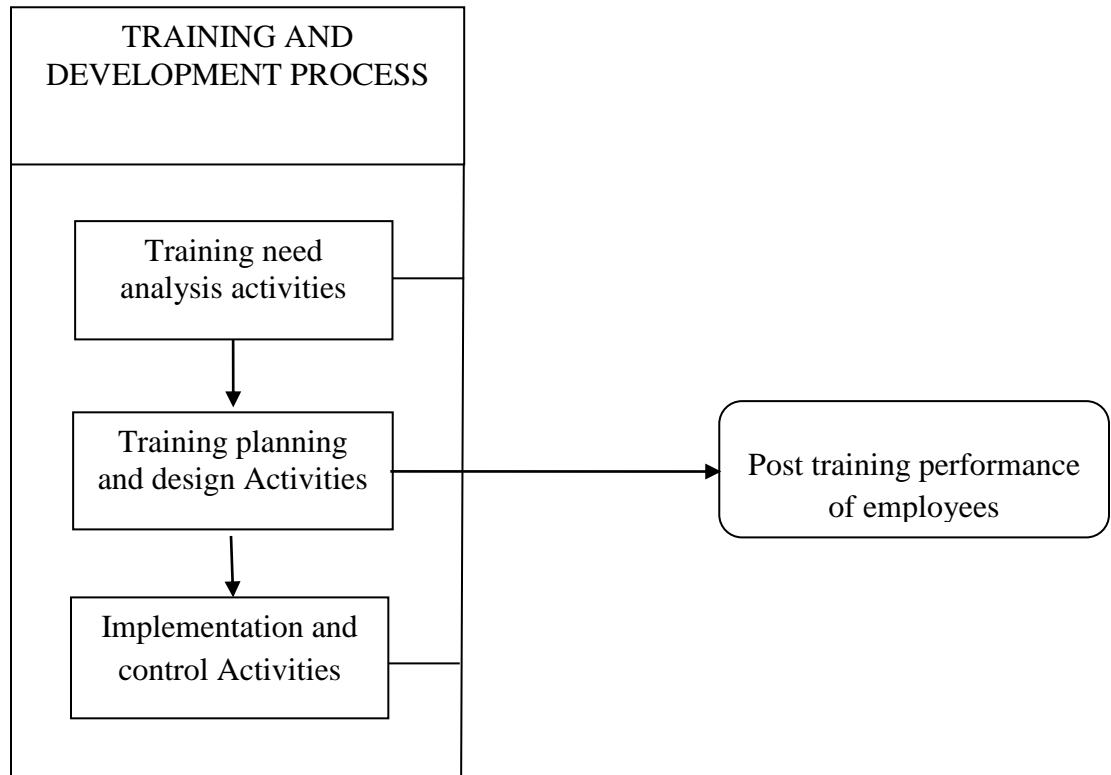 TRAINING AND
DEVELOPMENT PROCESS
Training need
analysis activities
Training planning
and design Activities
Post training performance
of employees
Implementation and
control Activities